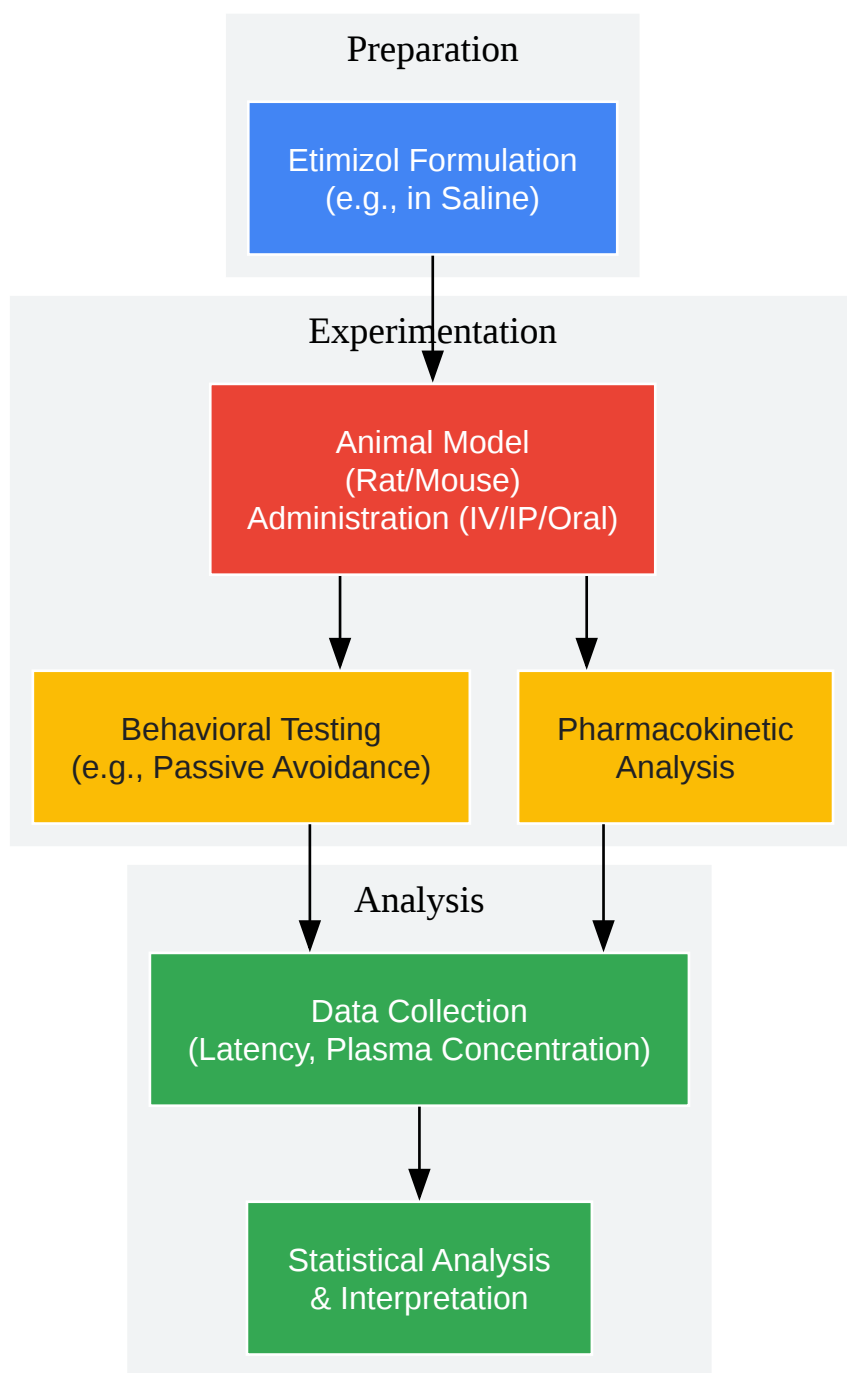 Preparation
Etimizol Formulation
(e.g., in Saline)
Experimentation
Animal Model
(Rat/Mouse)
Administration (IV/IP/Oral)
Behavioral Testing
(e.g., Passive Avoidance)
Pharmacokinetic
Analysis
Analysis
Data Collection
(Latency, Plasma Concentration)
Statistical Analysis
& Interpretation